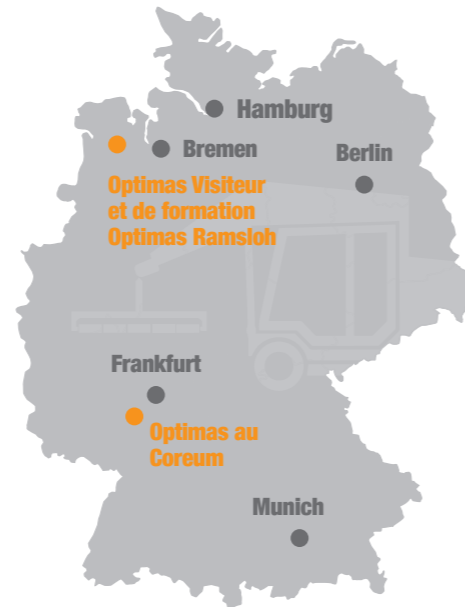 Hamburg
Bremen
Berlin
Optimas Visiteur
et de formation
Optimas Ramsloh
Frankfurt
Optimas au
Coreum
Munich